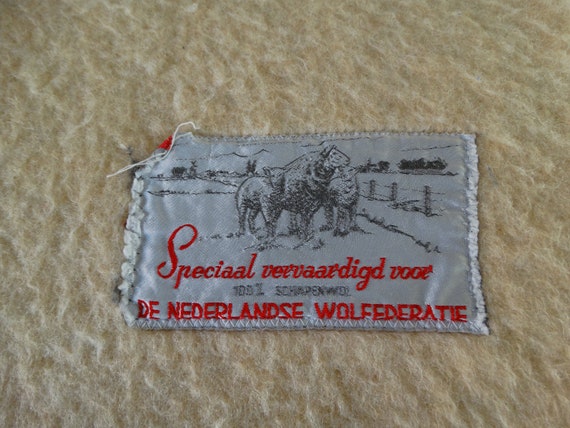 Speciaal vervaardigd voor
100% SCHAPENWOL
DE NEDERLANDSE WOLFEDERATIE